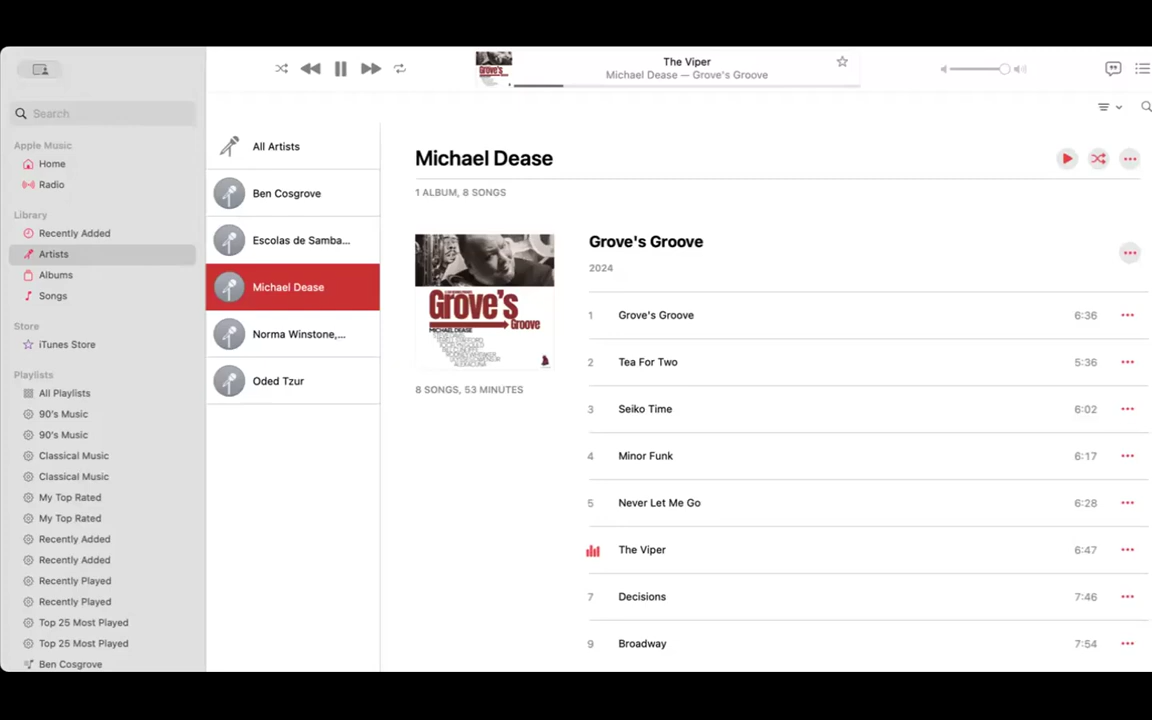 The Viper
Michael Dease — Grove's Groove
Search
Apple Music
Home
Radio
Library
Recently Added
Artists
Albums
Songs
Store
iTunes Store
Playlists
All Playlists
90's Music
90's Music
Classical Music
Classical Music
My Top Rated
My Top Rated
Recently Added
Recently Added
Recently Played
Recently Played
Top 25 Most Played
Top 25 Most Played
Ben Cosgrove
All Artists
Ben Cosgrove
Escolas de Samba...
Michael Dease
Norma Winstone,...
Oded Tzur
Michael Dease
1 ALBUM, 8 SONGS
Grove's
Groove
MICHAEL DEASE
8 SONGS, 53 MINUTES
Grove's Groove
2024
1 Grove's Groove 6:36
2 Tea For Two 5:36
3 Seiko Time 6:02
4 Minor Funk 6:17
5 Never Let Me Go 6:28
The Viper 6:47
7 Decisions 7:46
9 Broadway 7:54